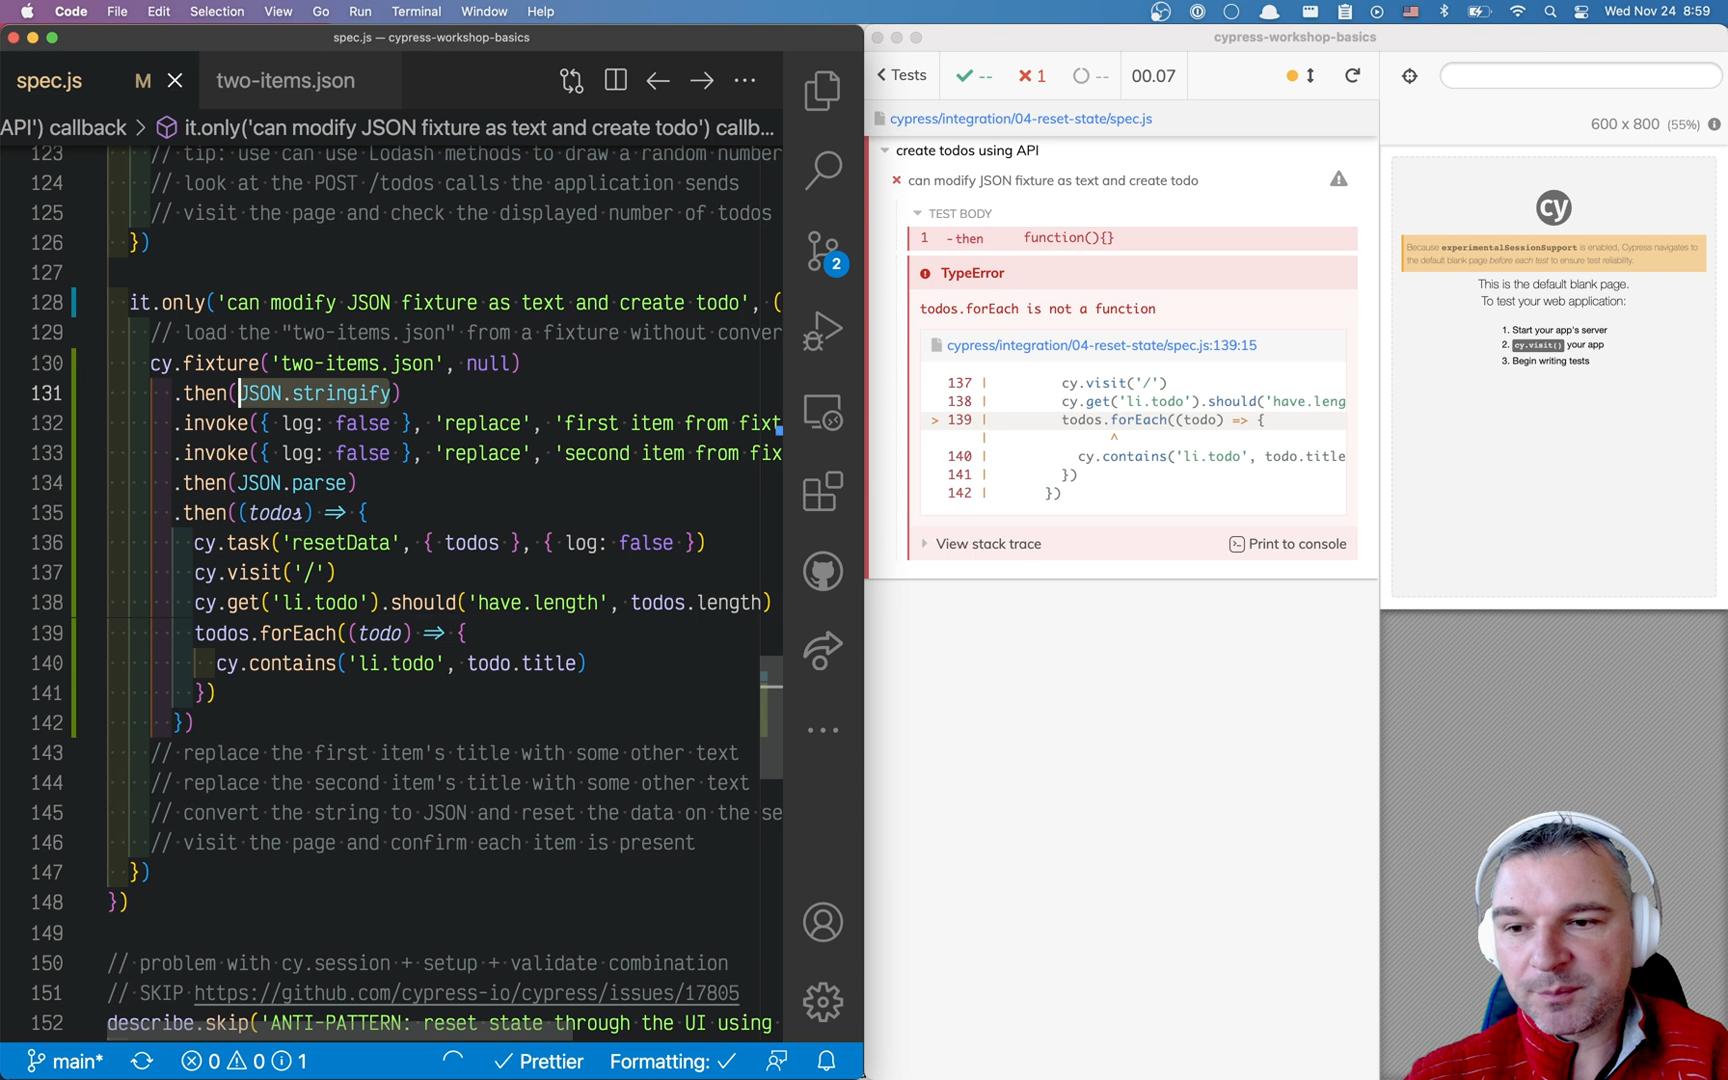 Code File Edit Selection View Go Run Terminal Window Help
Wed Nov 24 8:59
spec.js — cypress-workshop-basics
spec.js M
two-items.json
API') callback > it.only('can modify JSON fixture as text and create todo') callb...
123 // tip: use can use Lodash methods to draw a random number
124 // look at the POST /todos calls the application sends
125 // visit the page and check the displayed number of todos
126 })
127
128 it.only('can modify JSON fixture as text and create todo', (
129 // load the "two-items.json" from a fixture without conver
130 cy.fixture('two-items.json', null)
131 .then(JSON.stringify)
132 .invoke({ log: false }, 'replace', 'first item from fixt
133 .invoke({ log: false }, 'replace', 'second item from fix
134 .then(JSON.parse)
135 .then((todos) => {
136 cy.task('resetData', { todos }, { log: false })
137 cy.visit('/')
138 cy.get('li.todo').should('have.length', todos.length)
139 todos.forEach((todo) => {
140 cy.contains('li.todo', todo.title)
141 })
142 })
143 // replace the first item's title with some other text
144 // replace the second item's title with some other text
145 // convert the string to JSON and reset the data on the se
146 // visit the page and confirm each item is present
147 })
148 })
149
150 // problem with cy.session + setup + validate combination
151 // SKIP https://github.com/cypress-io/cypress/issues/17805
152 describe.skip('ANTI-PATTERN: reset state through the UI using
2
main* 0 0 1 Prettier Formatting:
cypress-workshop-basics
Tests -- 1 -- 00.07
cypress/integration/04-reset-state/spec.js
create todos using API
can modify JSON fixture as text and create todo
TEST BODY
1 -then function(){}
TypeError
todos.forEach is not a function
cypress/integration/04-reset-state/spec.js:139:15
137 | cy.visit('/')
138 | cy.get('li.todo').should('have.leng
> 139 | todos.forEach((todo) => {
| ^
140 | cy.contains('li.todo', todo.title
141 | })
142 | })
View stack trace
Print to console
600 x 800 (55%)
cy
Because experimentalSessionSupport is enabled, Cypress navigates to
the default blank page before each test to ensure test reliability.
This is the default blank page.
To test your web application:
1. Start your app's server
2. cy.visit() your app
3. Begin writing tests